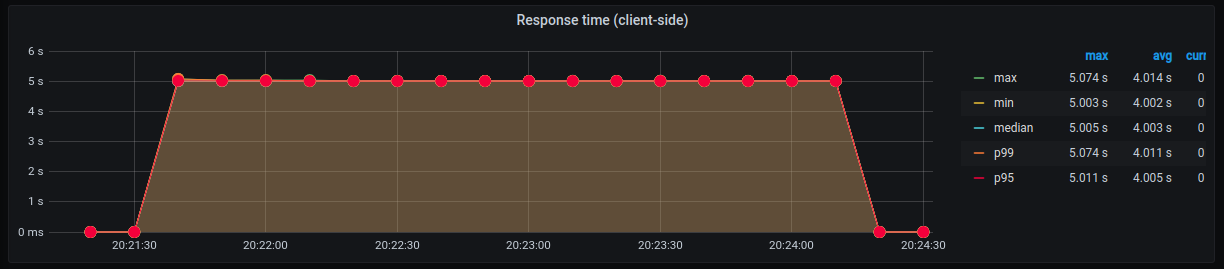 Response time (client-side)
6 s
5 s
4 s
3 s
2 s
1 s
0 ms
20:21:30 20:22:00 20:22:30 20:23:00 20:23:30 20:24:00 20:24:30
max avg curr
max 5.074 s 4.014 s 0
min 5.003 s 4.002 s 0
median 5.005 s 4.003 s 0
p99 5.074 s 4.011 s 0
p95 5.011 s 4.005 s 0